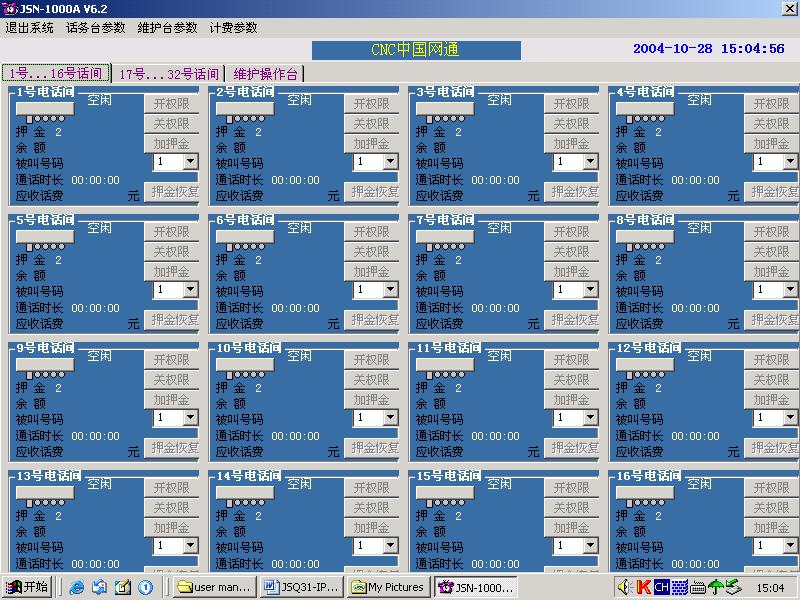 JSN-1000A V6.2
退出系统 话务台参数 维护台参数 计费参数
CNC中国网通
2004-10-28 15:04:56
1号...16号话间 17号...32号话间 维护操作台
1号电话间
空闲
开权限
关权限
押 金 2
加押金
余 额
被叫号码 1
通话时长 00:00:00
应收话费 元 押金恢复
2号电话间
空闲
开权限
关权限
押 金 2
加押金
余 额
被叫号码 1
通话时长 00:00:00
应收话费 元 押金恢复
3号电话间
空闲
开权限
关权限
押 金 2
加押金
余 额
被叫号码 1
通话时长 00:00:00
应收话费 元 押金恢复
4号电话间
空闲
开权限
关权限
押 金 2
加押金
余 额
被叫号码 1
通话时长 00:00:00
应收话费 元 押金恢复
5号电话间
空闲
开权限
关权限
押 金 2
加押金
余 额
被叫号码 1
通话时长 00:00:00
应收话费 元 押金恢复
6号电话间
空闲
开权限
关权限
押 金 2
加押金
余 额
被叫号码 1
通话时长 00:00:00
应收话费 元 押金恢复
7号电话间
空闲
开权限
关权限
押 金 2
加押金
余 额
被叫号码 1
通话时长 00:00:00
应收话费 元 押金恢复
8号电话间
空闲
开权限
关权限
押 金 2
加押金
余 额
被叫号码 1
通话时长 00:00:00
应收话费 元 押金恢复
9号电话间
空闲
开权限
关权限
押 金 2
加押金
余 额
被叫号码 1
通话时长 00:00:00
应收话费 元 押金恢复
10号电话间
空闲
开权限
关权限
押 金 2
加押金
余 额
被叫号码 1
通话时长 00:00:00
应收话费 元 押金恢复
11号电话间
空闲
开权限
关权限
押 金 2
加押金
余 额
被叫号码 1
通话时长 00:00:00
应收话费 元 押金恢复
12号电话间
空闲
开权限
关权限
押 金 2
加押金
余 额
被叫号码 1
通话时长 00:00:00
应收话费 元 押金恢复
13号电话间
空闲
开权限
关权限
押 金 2
加押金
余 额
被叫号码 1
通话时长 00:00:00
14号电话间
空闲
开权限
关权限
押 金 2
加押金
余 额
被叫号码 1
通话时长 00:00:00
15号电话间
空闲
开权限
关权限
押 金 2
加押金
余 额
被叫号码 1
通话时长 00:00:00
16号电话间
空闲
开权限
关权限
押 金 2
加押金
余 额
被叫号码 1
通话时长 00:00:00
开始 user man... JSQ31-IP... My Pictures JSN-1000... CH 15:04